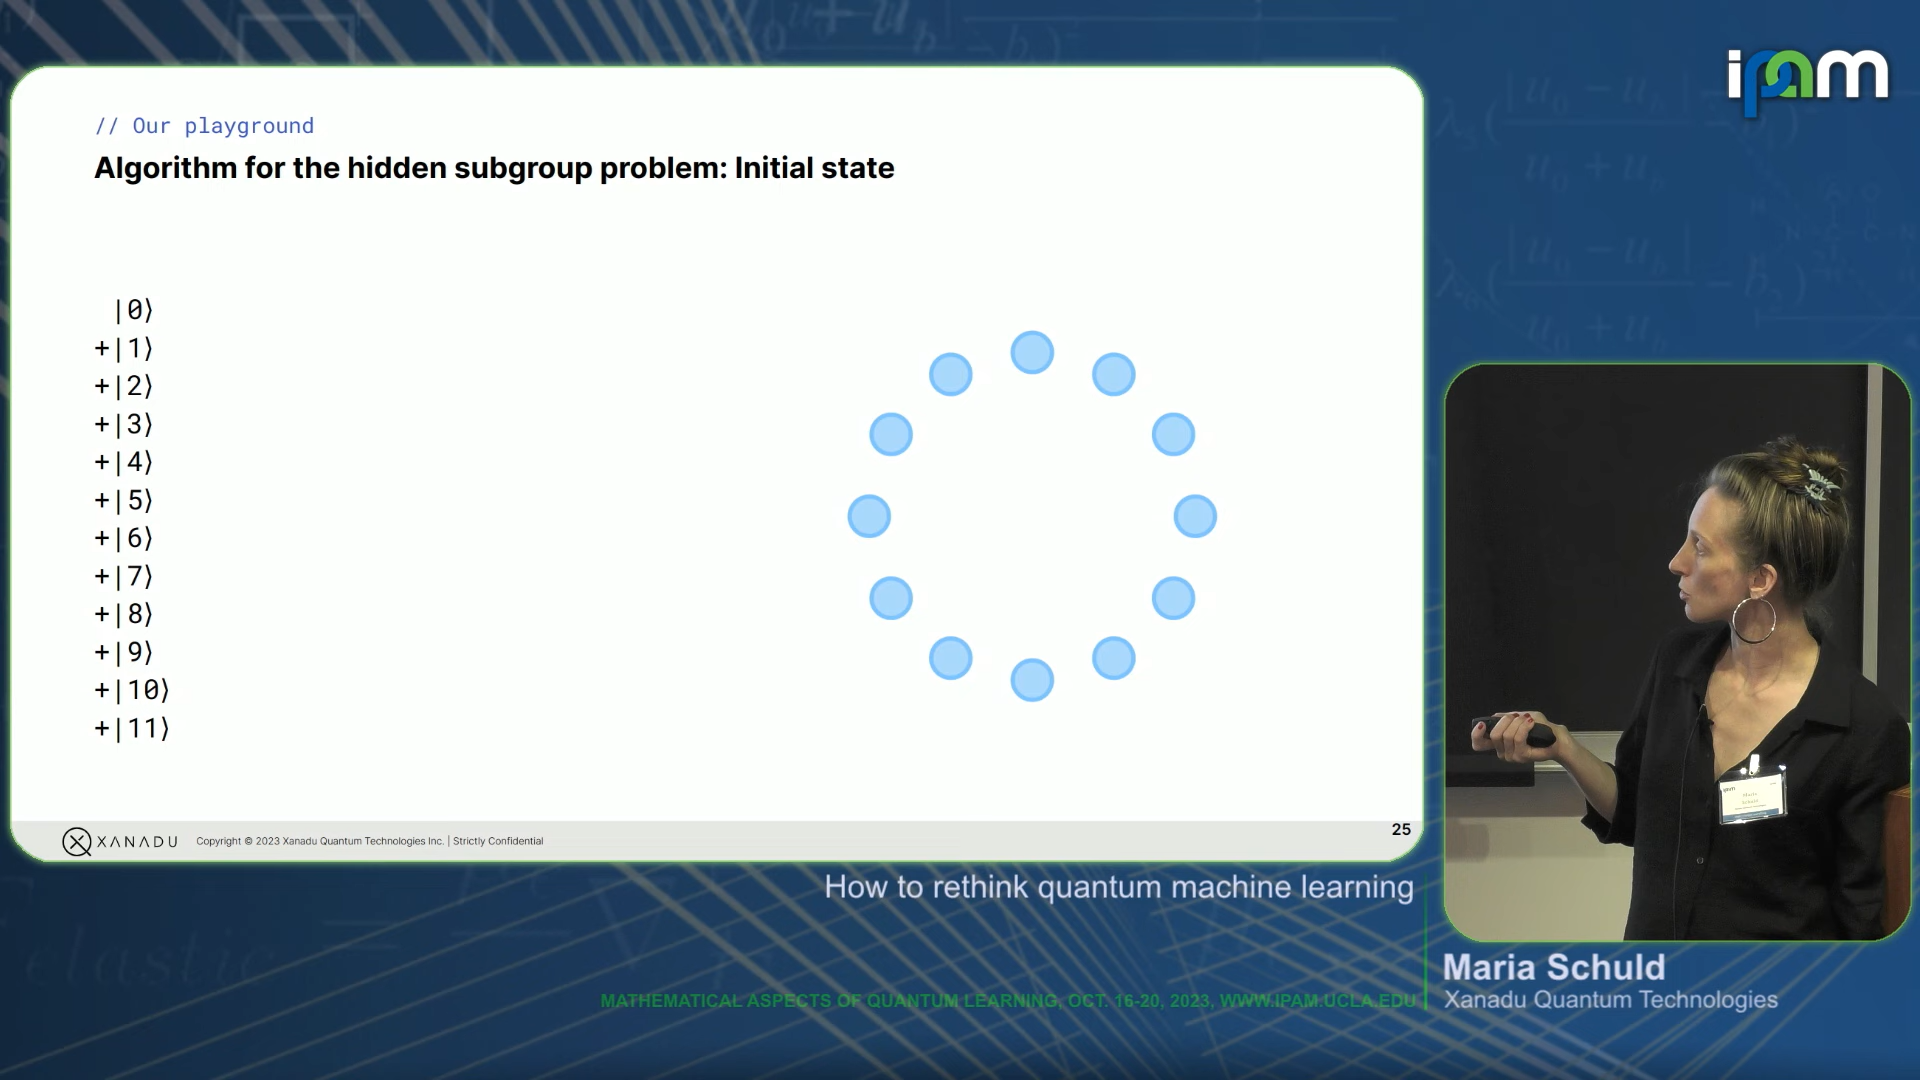 ipam
// Our playground
Algorithm for the hidden subgroup problem: Initial state
|0⟩
+|1⟩
+|2⟩
+|3⟩
+|4⟩
+|5⟩
+|6⟩
+|7⟩
+|8⟩
+|9⟩
+|10⟩
+|11⟩
XANADU Copyright © 2023 Xanadu Quantum Technologies Inc. | Strictly Confidential
25
How to rethink quantum machine learning
Maria Schuld
Xanadu Quantum Technologies
MATHEMATICAL ASPECTS OF QUANTUM LEARNING, OCT. 16-20, 2023, WWW.IPAM.UCLA.EDU